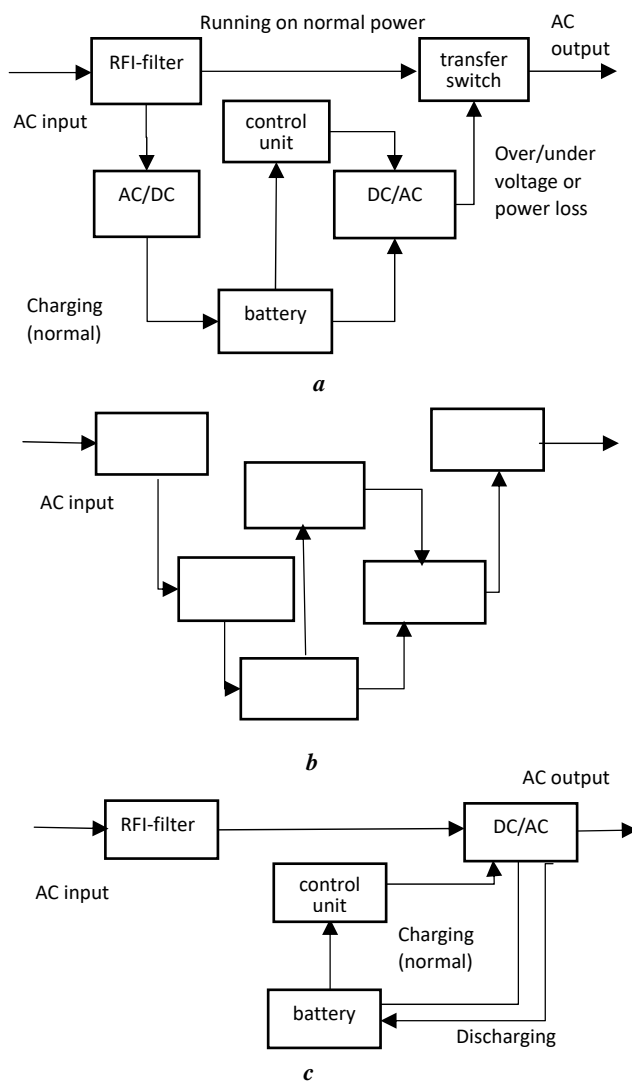 Running on normal power
AC
output
RFI-filter
transfer
switch
AC input
control
unit
Over/under
voltage or
power loss
AC/DC
DC/AC
Charging
(normal)
battery
a
AC input
b
AC output
RFI-filter
DC/AC
AC input
control
unit
Charging
(normal)
battery
Discharging
c